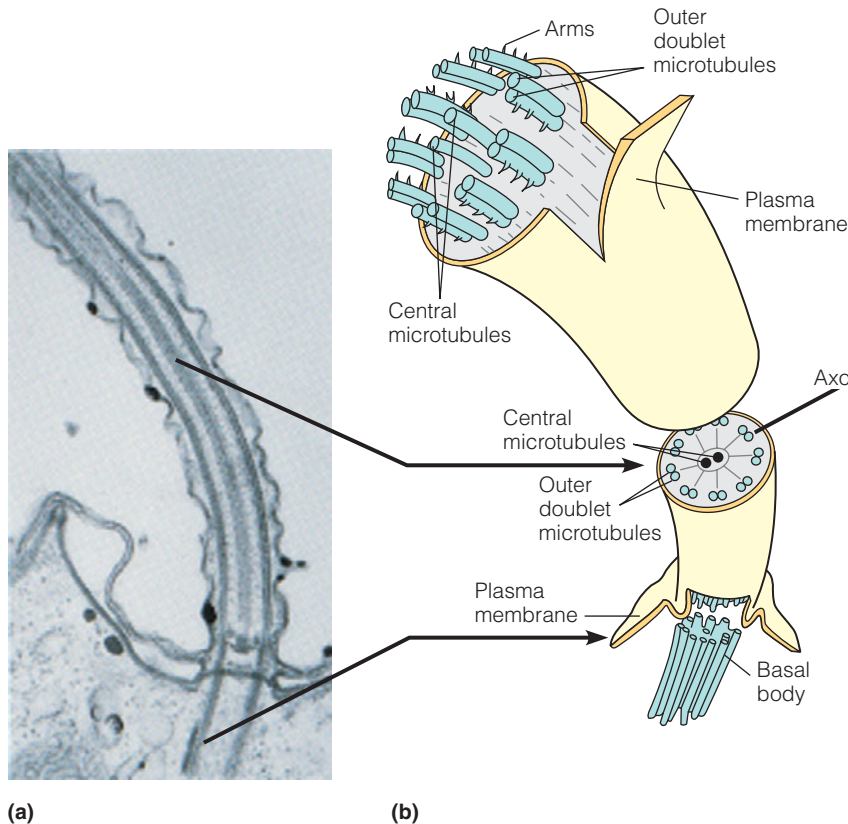 Arms
Outer
doublet
microtubules
Plasma
membrane
Central
microtubules
Axo
Central
microtubules
Outer
doublet
microtubules
Plasma
membrane
Basal
body
(a)
(b)